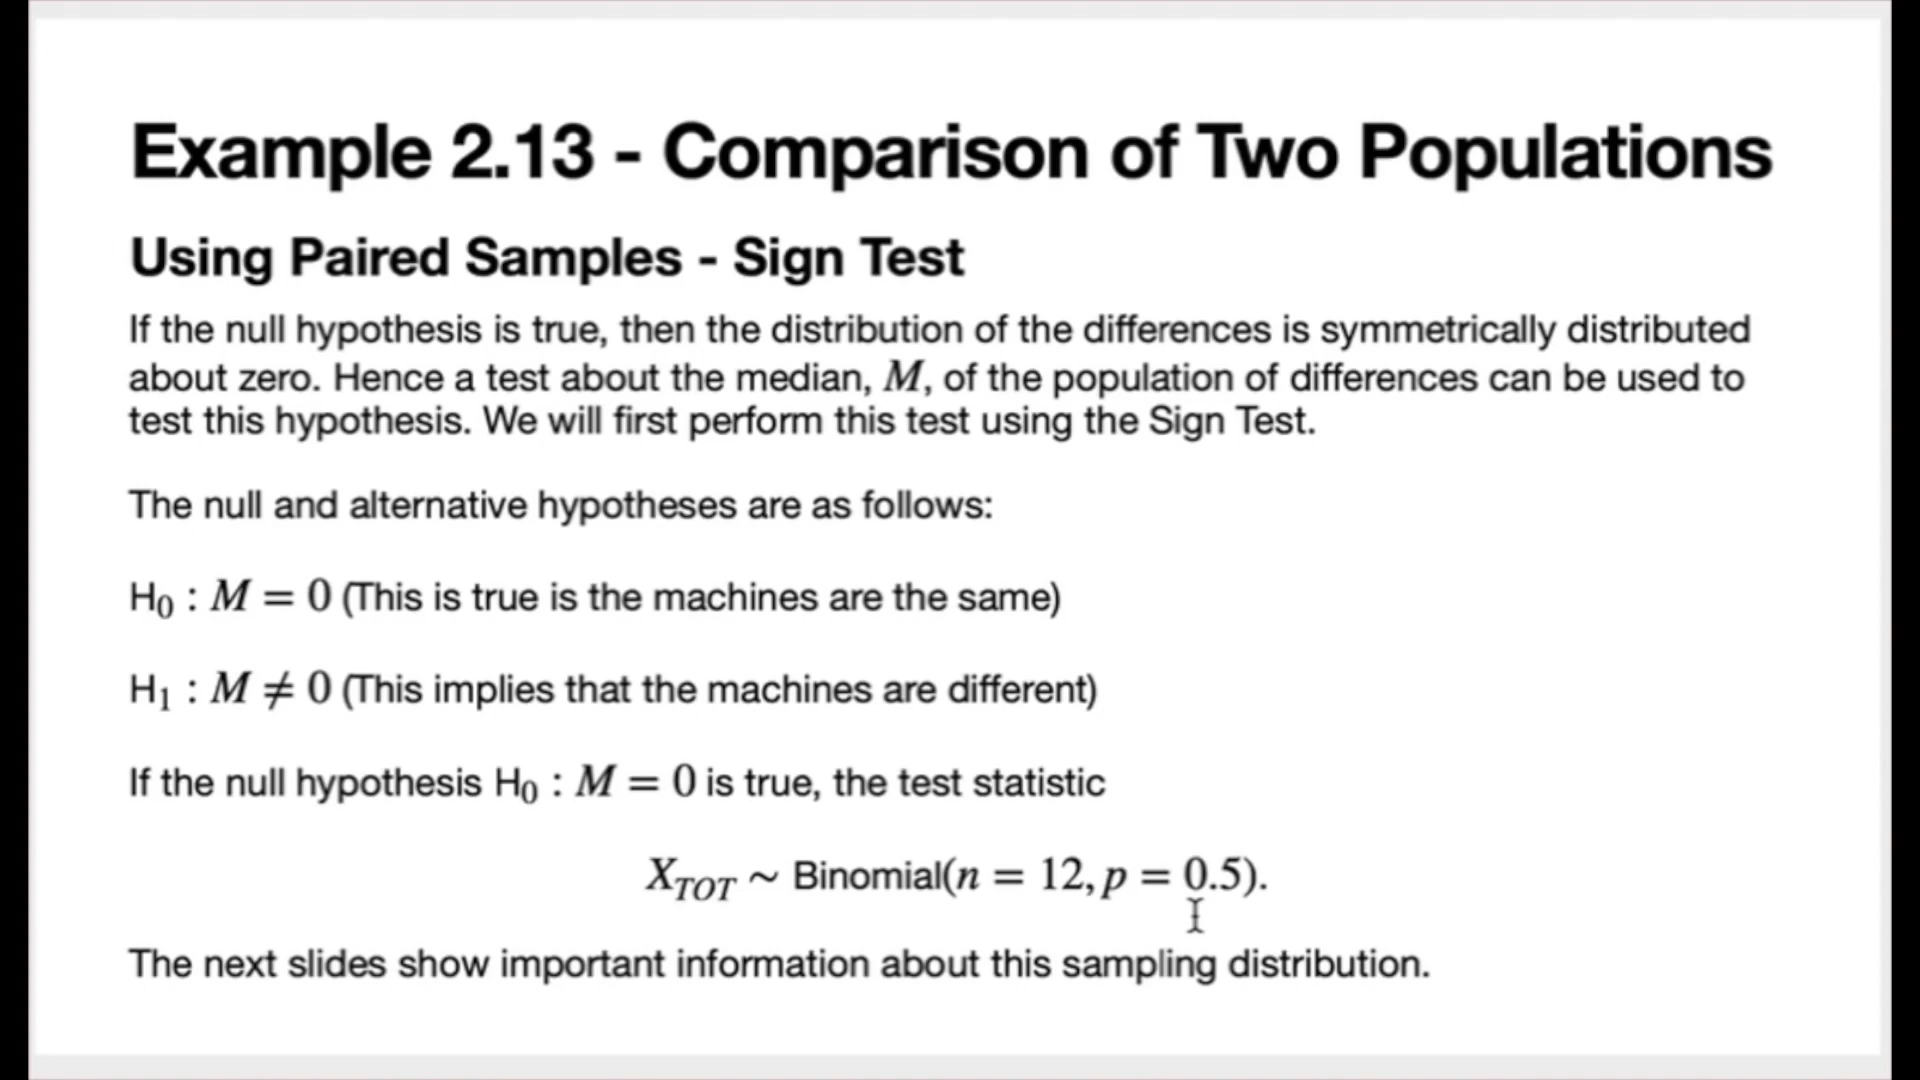 Example 2.13 - Comparison of Two Populations
Using Paired Samples - Sign Test
If the null hypothesis is true, then the distribution of the differences is symmetrically distributed
about zero. Hence a test about the median, M, of the population of differences can be used to
test this hypothesis. We will first perform this test using the Sign Test.
The null and alternative hypotheses are as follows:
H₀ : M = 0 (This is true is the machines are the same)
H₁ : M ≠ 0 (This implies that the machines are different)
If the null hypothesis H₀ : M = 0 is true, the test statistic
X_TOT ~ Binomial(n = 12, p = 0.5).
The next slides show important information about this sampling distribution.